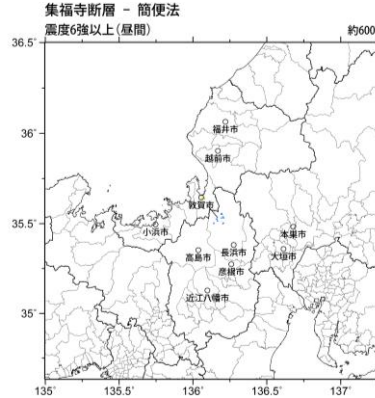 集福寺断層 − 簡便法
震度6強以上(昼間)
約600
36.5°
36°
35.5°
35°
福井市
越前市
敦賀市
小浜市
本巣市
高島市
長浜市
大垣市
彦根市
近江八幡市
135°
135.5°
136°
136.5°
137°